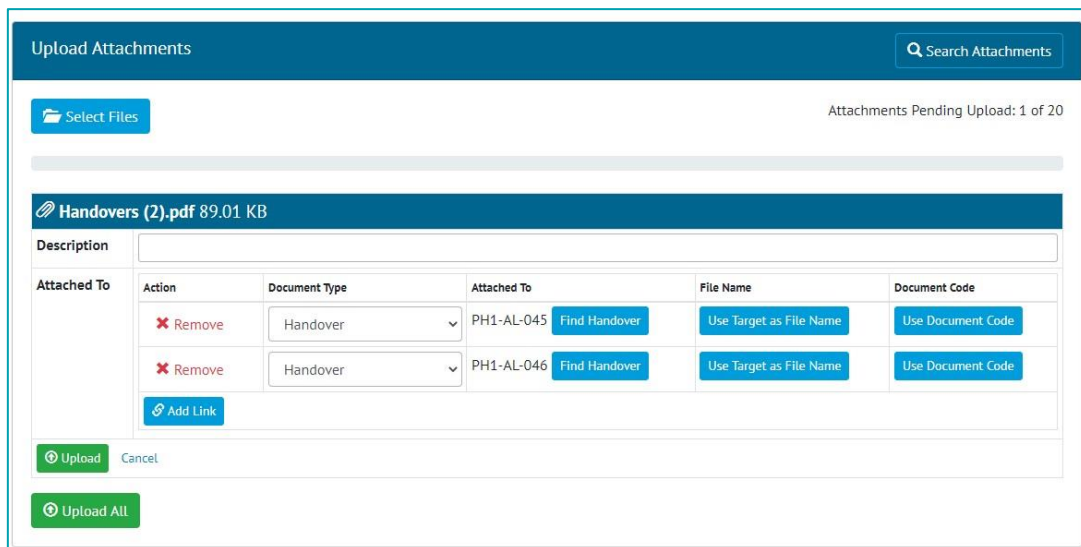 Upload Attachments
Search Attachments
Select Files
Attachments Pending Upload: 1 of 20
Handovers (2).pdf 89.01 KB
Description
Attached To
Action Document Type Attached To File Name Document Code
Remove Handover PH1-AL-045 Find Handover Use Target as File Name Use Document Code
Remove Handover PH1-AL-046 Find Handover Use Target as File Name Use Document Code
Add Link
Upload Cancel
Upload All